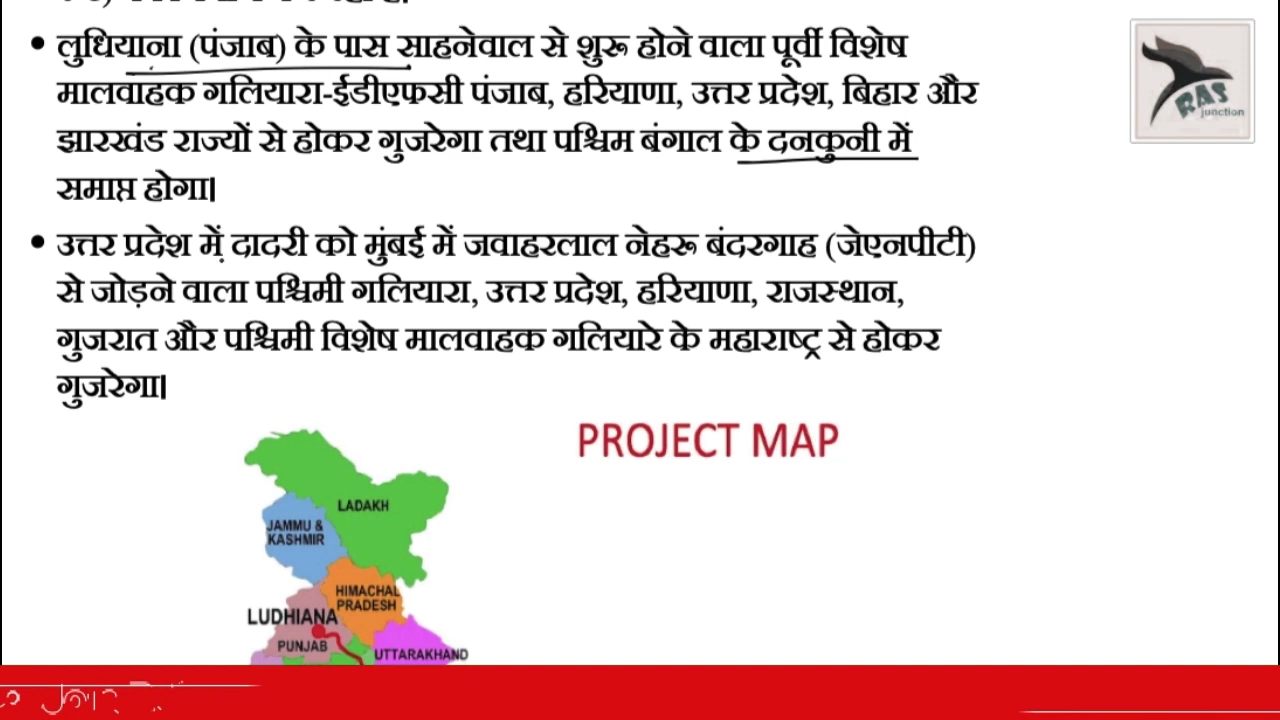 लुधियाना (पंजाब) के पास साहनेवाल से शुरू होने वाला पूर्वी विशेष
मालवाहक गलियारा-ईडीएफसी पंजाब, हरियाणा, उत्तर प्रदेश, बिहार और
झारखंड राज्यों से होकर गुजरेगा तथा पश्चिम बंगाल के दनकुनी में
समाप्त होगा।
RAS
junction
उत्तर प्रदेश में दादरी को मुंबई में जवाहरलाल नेहरू बंदरगाह (जेएनपीटी)
से जोड़ने वाला पश्चिमी गलियारा, उत्तर प्रदेश, हरियाणा, राजस्थान,
गुजरात और पश्चिमी विशेष मालवाहक गलियारे के महाराष्ट्र से होकर
गुजरेगा।
PROJECT MAP
LADAKH
JAMMU &
KASHMIR
HIMACHAL
PRADESH
LUDHIANA
PUNJAB
UTTARAKHAND